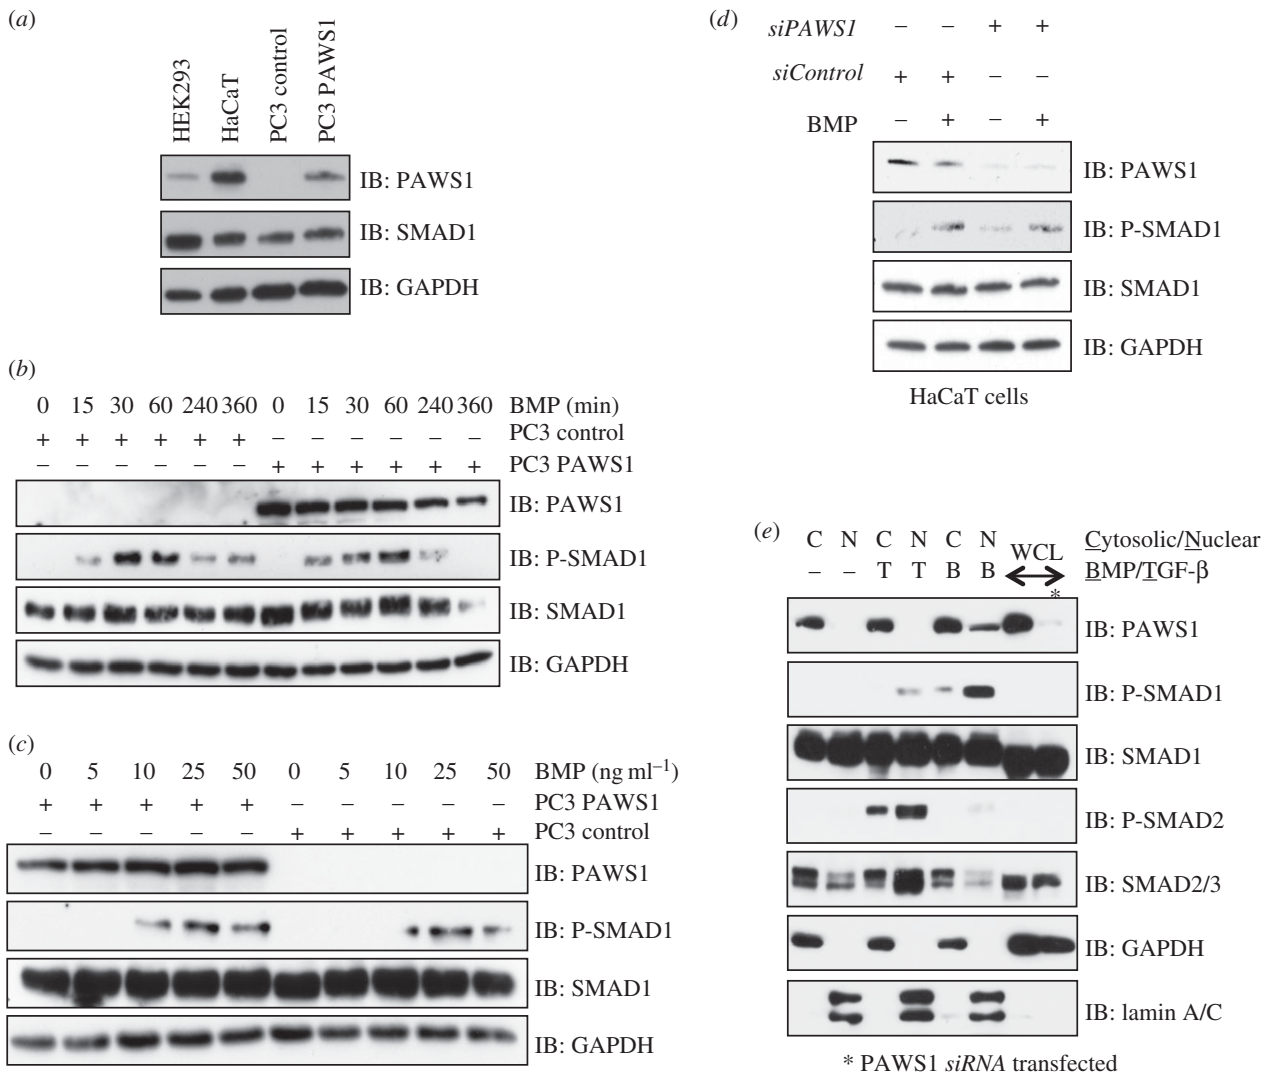 (a)
HEK293
HaCaT
PC3 control
PC3 PAWS1
IB: PAWS1
IB: SMAD1
IB: GAPDH
(b)
0 15 30 60 240 360 0 15 30 60 240 360 BMP (min)
+ + + + + + – – – – – – PC3 control
– – – – – – + + + + + + PC3 PAWS1
IB: PAWS1
IB: P-SMAD1
IB: SMAD1
IB: GAPDH
(c)
0 5 10 25 50 0 5 10 25 50 BMP (ng ml⁻¹)
+ + + + + – – – – – PC3 PAWS1
– – – – – + + + + + PC3 control
IB: PAWS1
IB: P-SMAD1
IB: SMAD1
IB: GAPDH
(d)
siPAWS1 – – + +
siControl + + – –
BMP – + – +
IB: PAWS1
IB: P-SMAD1
IB: SMAD1
IB: GAPDH
HaCaT cells
(e)
C N C N C N WCL Cytosolic/Nuclear
– – T T B B * BMP/TGF-β
IB: PAWS1
IB: P-SMAD1
IB: SMAD1
IB: P-SMAD2
IB: SMAD2/3
IB: GAPDH
IB: lamin A/C
* PAWS1 siRNA transfected